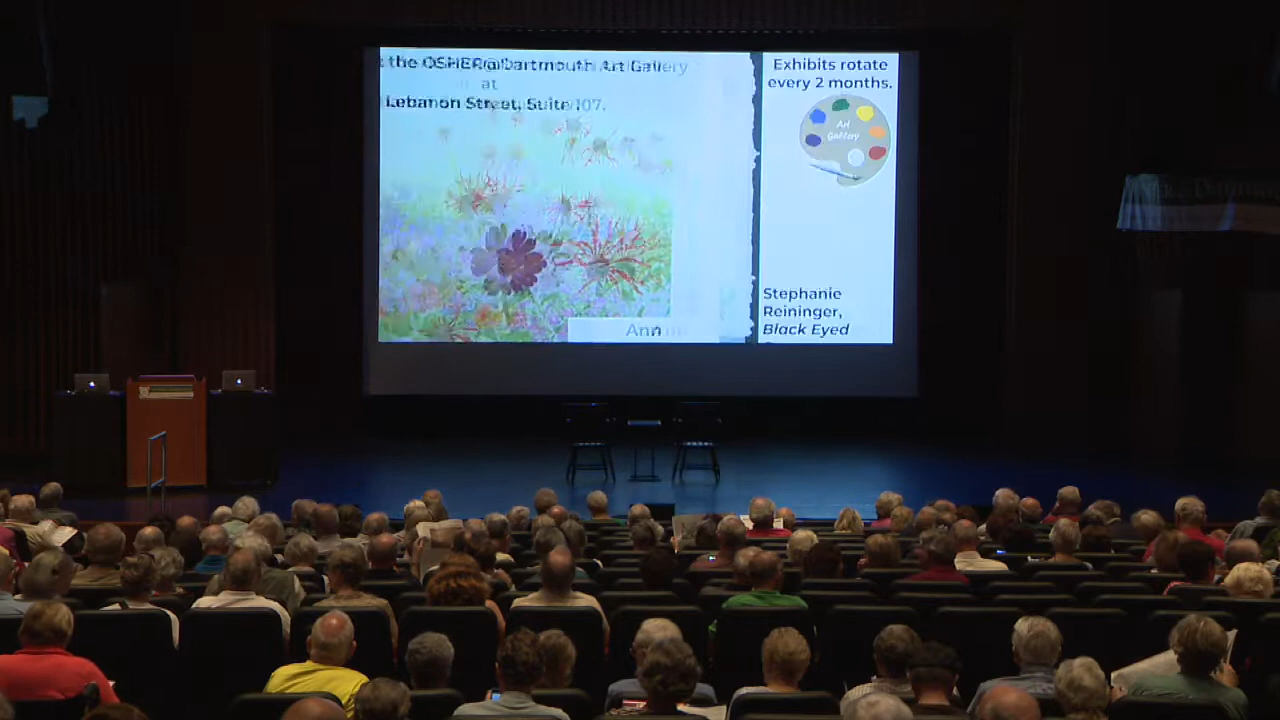 the OSHER@Dartmouth Art Gallery
at
Lebanon Street, Suite 107.
Ann
Exhibits rotate
every 2 months.
Art
Gallery
Stephanie
Reininger,
Black Eyed